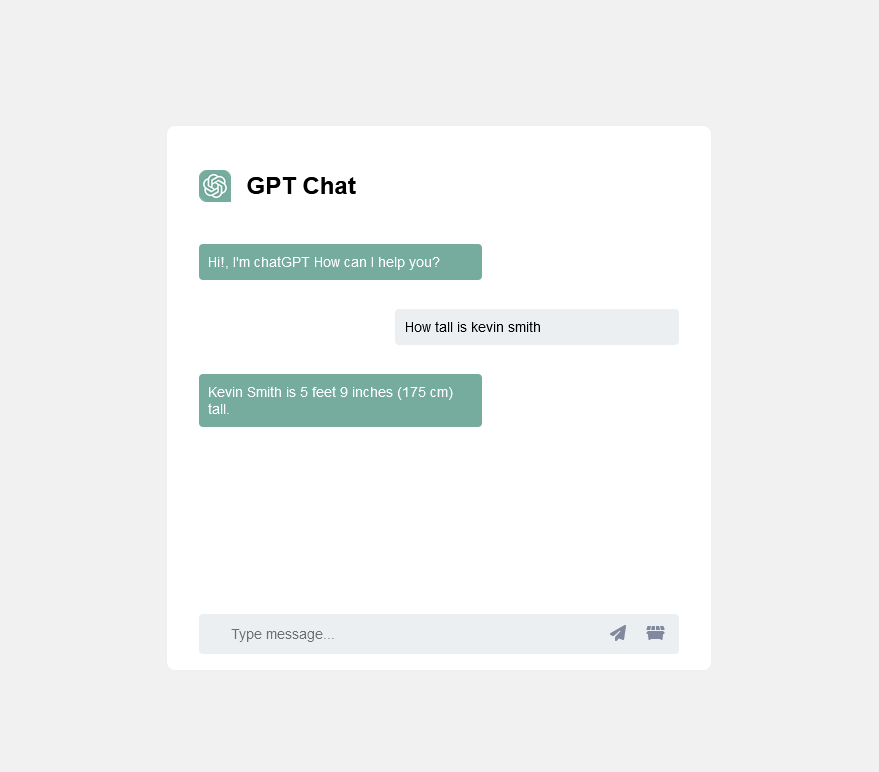 GPT Chat
Hi!, I'm chatGPT How can I help you?
How tall is kevin smith
Kevin Smith is 5 feet 9 inches (175 cm)
tall.
Type message...